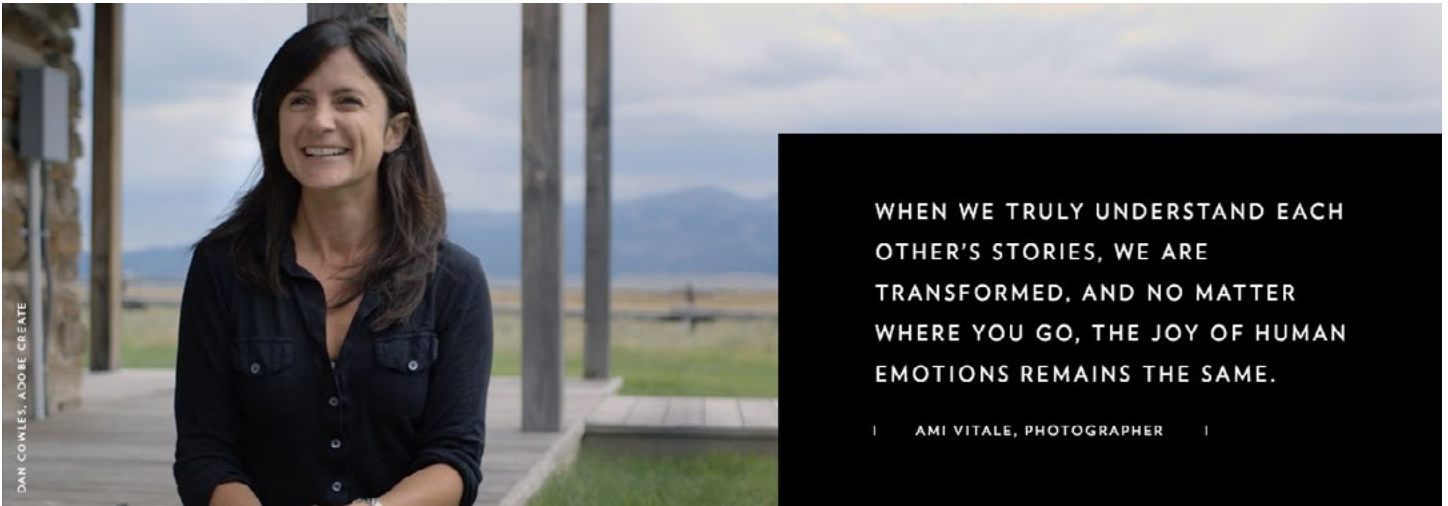 DAN COWLES, ADOBE CREATE
WHEN WE TRULY UNDERSTAND EACH
OTHER'S STORIES, WE ARE
TRANSFORMED, AND NO MATTER
WHERE YOU GO, THE JOY OF HUMAN
EMOTIONS REMAINS THE SAME.
AMI VITALE, PHOTOGRAPHER